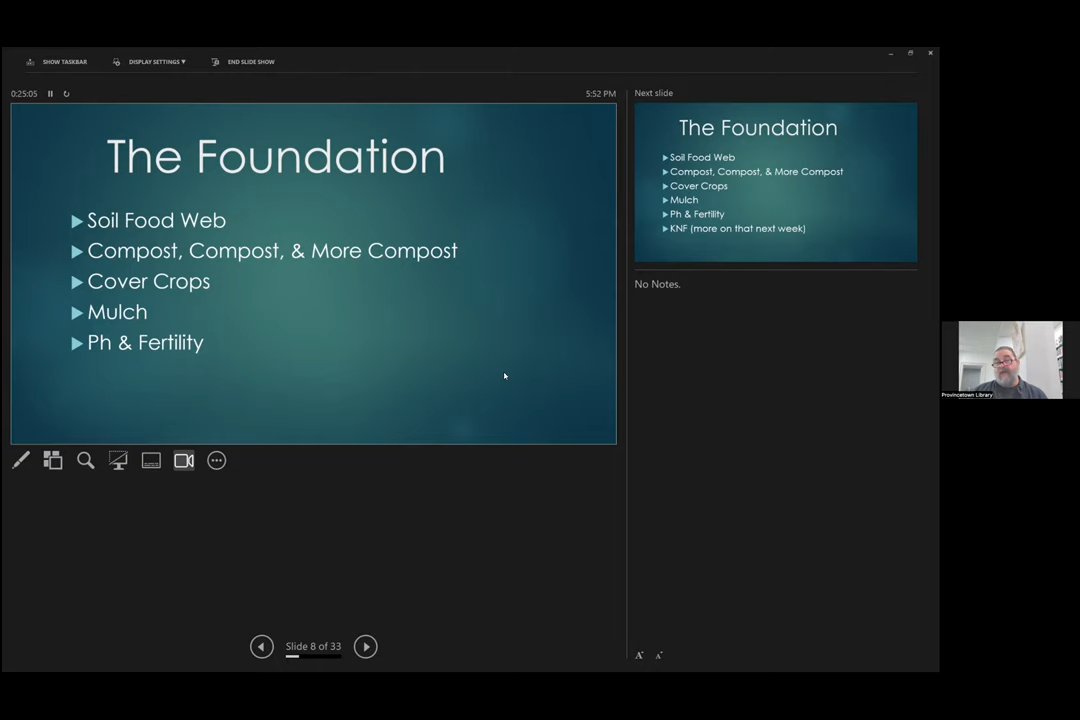 SHOW TASKBAR
DISPLAY SETTINGS ▼
END SLIDE SHOW
0:25:05
5:52 PM
The Foundation
Soil Food Web
Compost, Compost, & More Compost
Cover Crops
Mulch
Ph & Fertility
Slide 8 of 33
Next slide
The Foundation
Soil Food Web
Compost, Compost, & More Compost
Cover Crops
Mulch
Ph & Fertility
KNF (more on that next week)
No Notes.
A
A
Provincetown Library